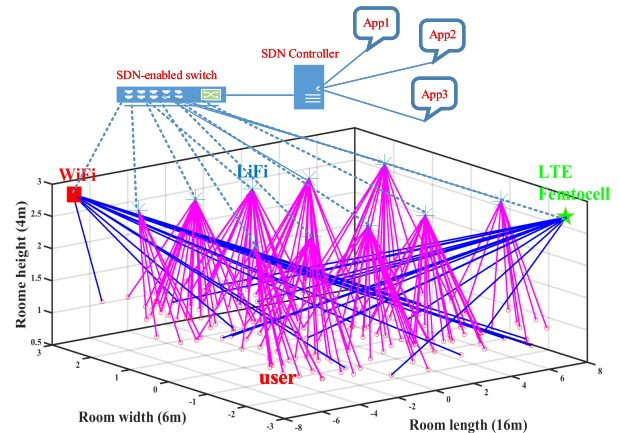 App1
App2
SDN Controller
SDN-enabled switch
App3
WiFi
LiFi
LTE
Femtocell
3
2.5
2
1.5
1
0.5
Roome height (4m)
user
3
2
1
0
-1
-2
-3
Room width (6m)
-8
-6
-4
-2
0
2
4
6
8
Room length (16m)